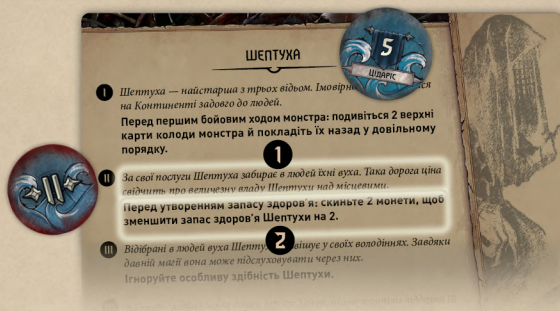 ШЕПТУХА
5
ЦІДАРІС
I Шептуха — найстарша з трьох відьом.
на Континенті задовго до людей.
Перед першим бойовим ходом монстра: подивіться 2 верхні
карти колоди монстра й покладіть їх назад у довільному
порядку.
1
II
II За свої послуги Шептуха забирає в людей їхні вуха. Така дорога ціна
свідчить про величезну владу Шептухи над місцевими.
Перед утворенням запасу здоров'я: скиньте 2 монети, щоб
зменшити запас здоров'я Шептухи на 2.
2
III Відібрані в людей вуха у своїх володіннях. Завдяки
давній магії вона може підслуховувати через них.
Ігноруйте особливу здібність Шептухи.